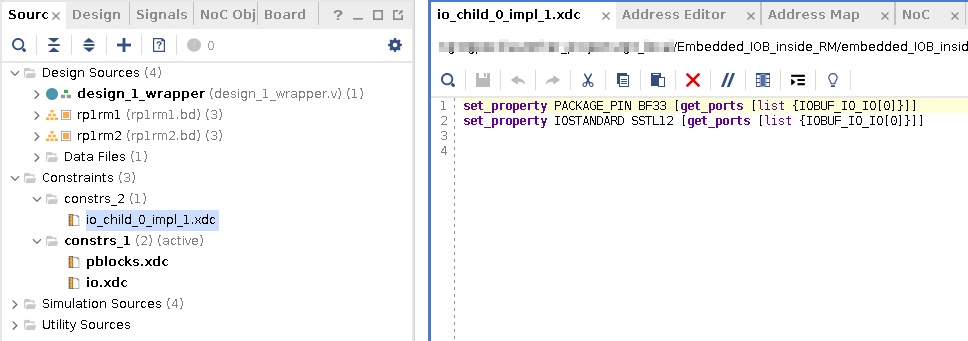 Sourc × Design Signals NoC Obj Board ? _
0
Design Sources (4)
design_1_wrapper (design_1_wrapper.v) (1)
rp1rm1 (rp1rm1.bd) (3)
rp1rm2 (rp1rm2.bd) (3)
Data Files (1)
Constraints (3)
constrs_2 (1)
io_child_0_impl_1.xdc
constrs_1 (2) (active)
pblocks.xdc
io.xdc
Simulation Sources (4)
Utility Sources
io_child_0_impl_1.xdc × Address Editor × Address Map × NoC ×
/Embedded_IOB_inside_RM/embedded_IOB_insid
1 set_property PACKAGE_PIN BF33 [get_ports [list {IOBUF_IO_IO[0]}]]
2 set_property IOSTANDARD SSTL12 [get_ports [list {IOBUF_IO_IO[0]}]]
3
4